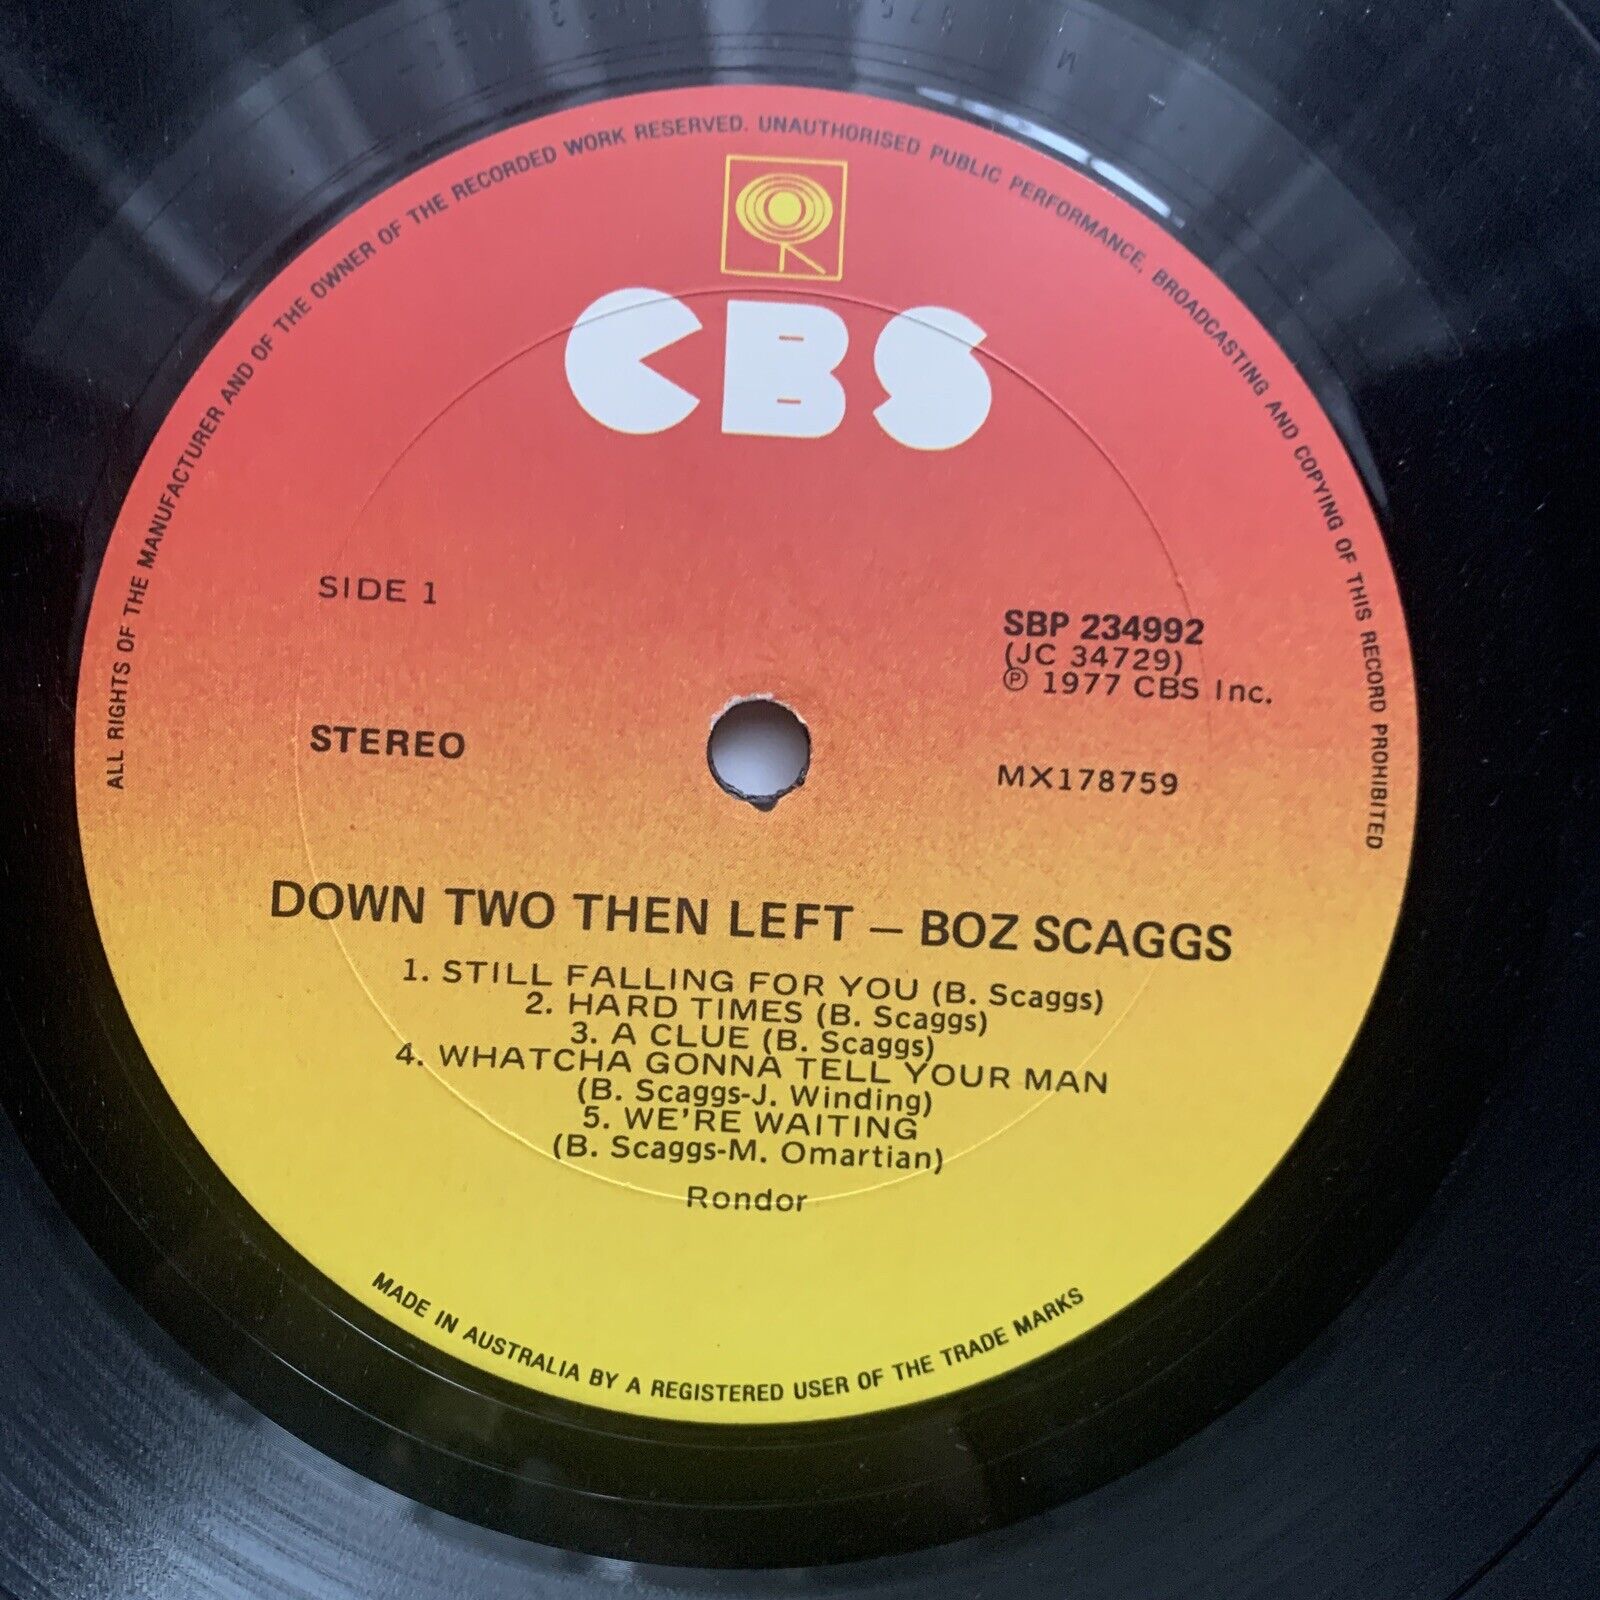 ALL RIGHTS OF THE MANUFACTURER AND OF THE OWNER OF THE RECORDED WORK RESERVED. UNAUTHORISED PUBLIC PERFORMANCE, BROADCASTING AND COPYING OF THIS RECORD PROHIBITED
CBS
SIDE 1
SBP 234992
(JC 34729)
℗ 1977 CBS Inc.
STEREO
MX178759
DOWN TWO THEN LEFT — BOZ SCAGGS
1. STILL FALLING FOR YOU (B. Scaggs)
2. HARD TIMES (B. Scaggs)
3. A CLUE (B. Scaggs)
4. WHATCHA GONNA TELL YOUR MAN
(B. Scaggs-J. Winding)
5. WE'RE WAITING
(B. Scaggs-M. Omartian)
Rondor
MADE IN AUSTRALIA BY A REGISTERED USER OF THE TRADE MARKS